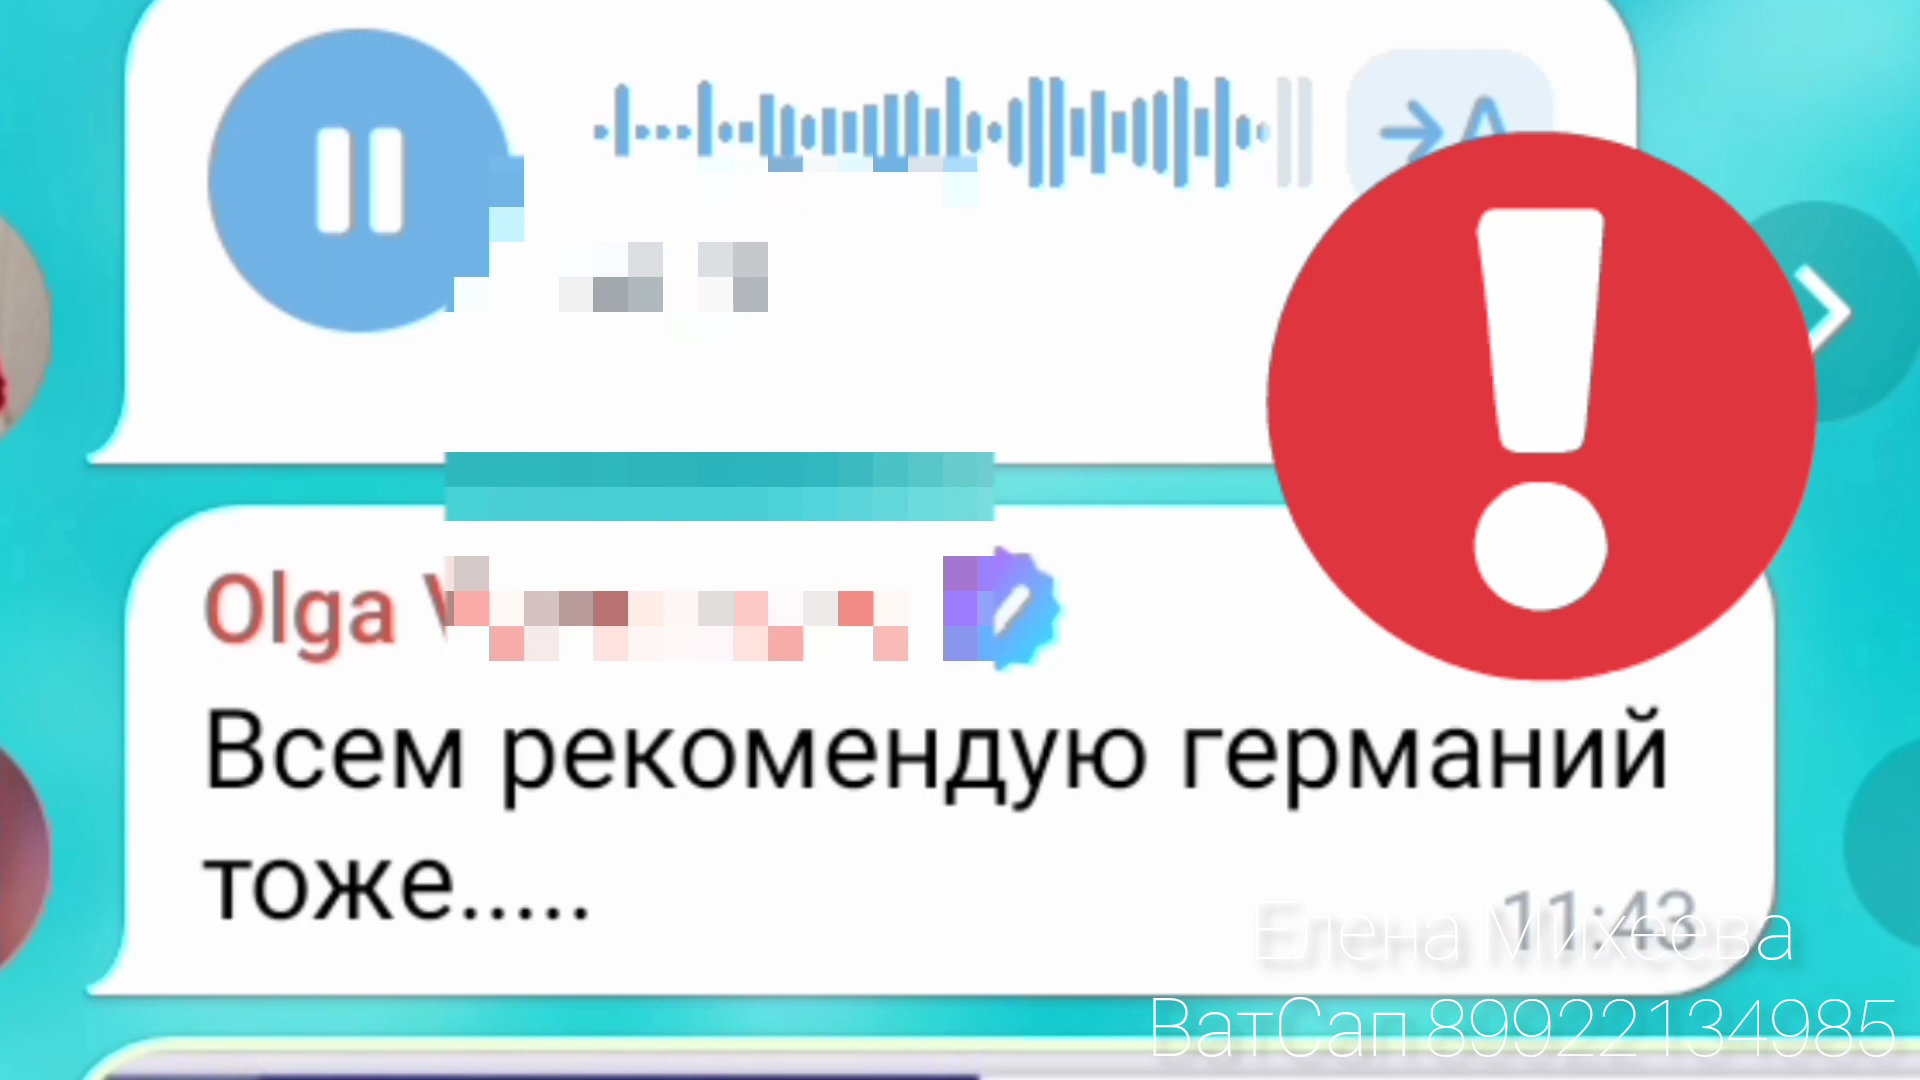 →A
Olga V
Всем рекомендую германий
тоже.....
11:43
Елена Михеева
ВатСап 89922134985